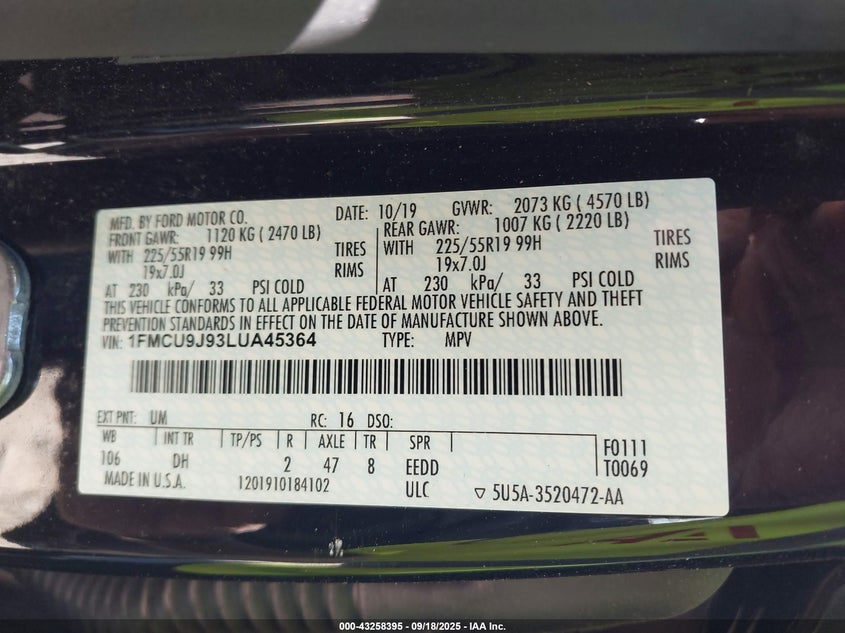 MFD. BY FORD MOTOR CO. DATE: 10/19 GVWR: 2073 KG ( 4570 LB)
FRONT GAWR: 1120 KG ( 2470 LB) REAR GAWR: 1007 KG ( 2220 LB)
WITH 225/55R19 99H TIRES WITH 225/55R19 99H TIRES
19x7.0J RIMS 19x7.0J RIMS
AT 230 kPa/ 33 PSI COLD AT 230 kPa/ 33 PSI COLD
THIS VEHICLE CONFORMS TO ALL APPLICABLE FEDERAL MOTOR VEHICLE SAFETY AND THEFT
PREVENTION STANDARDS IN EFFECT ON THE DATE OF MANUFACTURE SHOWN ABOVE.
VIN: 1FMCU9J93LUA45364 TYPE: MPV
EXT PNT: UM RC: 16 DSO:
WB INT TR TP/PS R AXLE TR SPR F0111
106 DH 2 47 8 EEDD T0069
MADE IN U.S.A. 1201910184102 ULC ▽ 5U5A-3520472-AA
000-43258395 - 09/18/2025 - IAA Inc.